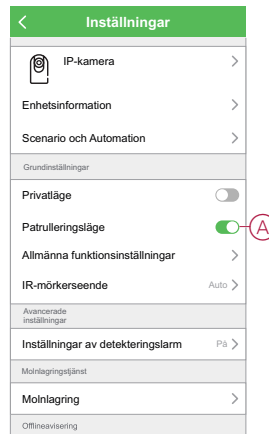 Inställningar
IP-kamera
Enhetsinformation
Scenario och Automation
Grundinställningar
Privatläge
Patrulleringsläge
A
Allmänna funktionsinställningar
IR-mörkerseende Auto
Avancerade
inställningar
Inställningar av detekteringslarm På
Molnlagringstjänst
Molnlagring
Offlineavisering